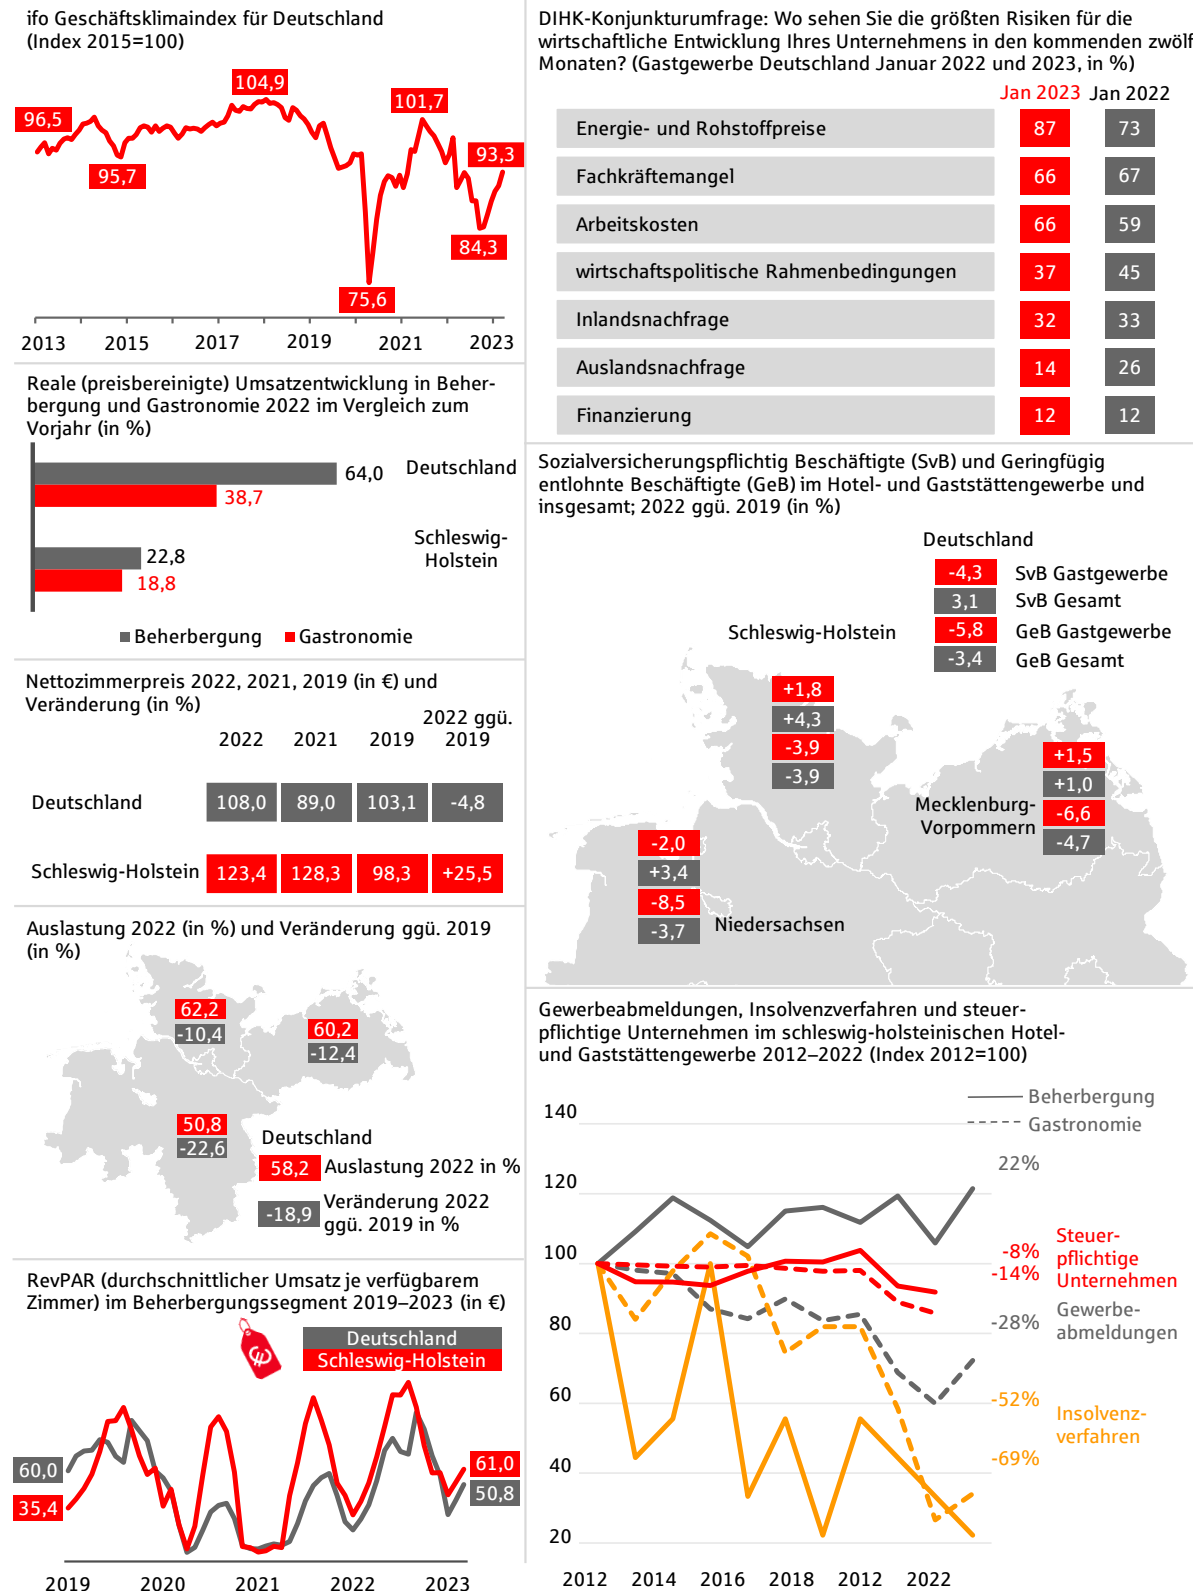 ifo Geschäftsklimaindex für Deutschland
(Index 2015=100)
104,9
101,7
96,5
93,3
95,7
84,3
75,6
2013 2015 2017 2019 2021 2023
Reale (preisbereinigte) Umsatzentwicklung in Beher-
bergung und Gastronomie 2022 im Vergleich zum
Vorjahr (in %)
64,0 Deutschland
38,7
Schleswig-
Holstein
22,8
18,8
Beherbergung Gastronomie
Nettozimmerpreis 2022, 2021, 2019 (in €) und
Veränderung (in %)
2022 ggü.
2022 2021 2019 2019
Deutschland 108,0 89,0 103,1 -4,8
Schleswig-Holstein 123,4 128,3 98,3 +25,5
Auslastung 2022 (in %) und Veränderung ggü. 2019
(in %)
62,2
-10,4
60,2
-12,4
50,8
-22,6
Deutschland
58,2 Auslastung 2022 in %
-18,9 Veränderung 2022
ggü. 2019 in %
RevPAR (durchschnittlicher Umsatz je verfügbarem
Zimmer) im Beherbergungssegment 2019–2023 (in €)
€
Deutschland
Schleswig-Holstein
60,0
35,4
61,0
50,8
2019 2020 2021 2022 2023
DIHK-Konjunkturumfrage: Wo sehen Sie die größten Risiken für die
wirtschaftliche Entwicklung Ihres Unternehmens in den kommenden zwölf
Monaten? (Gastgewerbe Deutschland Januar 2022 und 2023, in %)
Jan 2023 Jan 2022
Energie- und Rohstoffpreise 87 73
Fachkräftemangel 66 67
Arbeitskosten 66 59
wirtschaftspolitische Rahmenbedingungen 37 45
Inlandsnachfrage 32 33
Auslandsnachfrage 14 26
Finanzierung 12 12
Sozialversicherungspflichtig Beschäftigte (SvB) und Geringfügig
entlohnte Beschäftigte (GeB) im Hotel- und Gaststättengewerbe und
insgesamt; 2022 ggü. 2019 (in %)
Deutschland
-4,3 SvB Gastgewerbe
3,1 SvB Gesamt
-5,8 GeB Gastgewerbe
-3,4 GeB Gesamt
Schleswig-Holstein
+1,8
+4,3
-3,9
-3,9
Mecklenburg-
Vorpommern
+1,5
+1,0
-6,6
-4,7
-2,0
+3,4
-8,5
-3,7
Niedersachsen
Gewerbeabmeldungen, Insolvenzverfahren und steuer-
pflichtige Unternehmen im schleswig-holsteinischen Hotel-
und Gaststättengewerbe 2012–2022 (Index 2012=100)
Beherbergung
Gastronomie
140
120
100
80
60
40
20
22%
-8%
-14%
Steuer-
pflichtige
Unternehmen
-28%
Gewerbe-
abmeldungen
-52%
-69%
Insolvenz-
verfahren
2012 2014 2016 2018 2012 2022